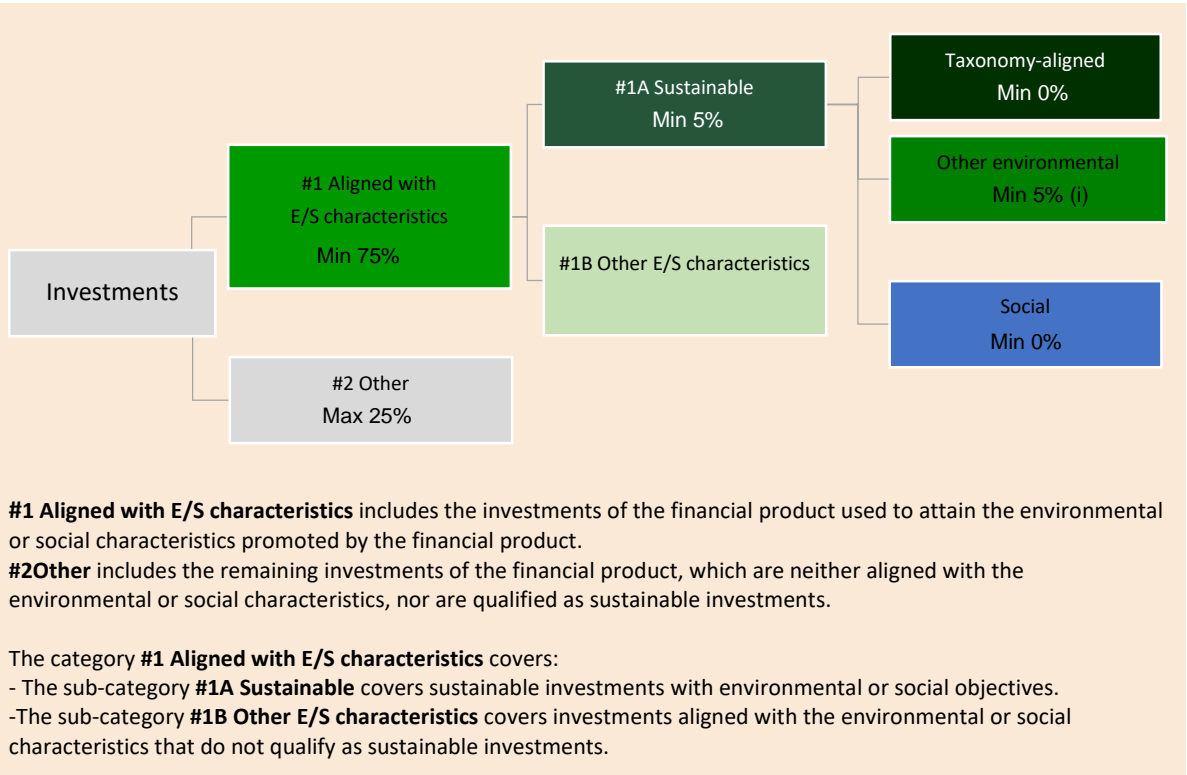 Investments
#1 Aligned with
E/S characteristics
Min 75%
#2 Other
Max 25%
#1A Sustainable
Min 5%
#1B Other E/S characteristics
Taxonomy-aligned
Min 0%
Other environmental
Min 5% (i)
Social
Min 0%
#1 Aligned with E/S characteristics includes the investments of the financial product used to attain the environmental
or social characteristics promoted by the financial product.
#2Other includes the remaining investments of the financial product, which are neither aligned with the
environmental or social characteristics, nor are qualified as sustainable investments.
The category #1 Aligned with E/S characteristics covers:
- The sub-category #1A Sustainable covers sustainable investments with environmental or social objectives.
-The sub-category #1B Other E/S characteristics covers investments aligned with the environmental or social
characteristics that do not qualify as sustainable investments.